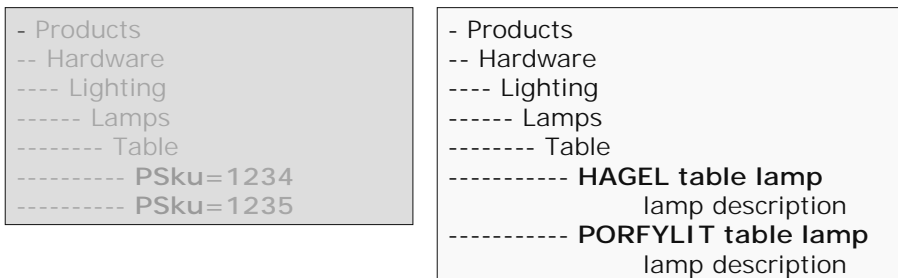 - Products
-- Hardware
---- Lighting
------ Lamps
-------- Table
---------- PSku=1234
---------- PSku=1235
- Products
-- Hardware
---- Lighting
------ Lamps
-------- Table
----------- HAGEL table lamp
lamp description
----------- PORFYLIT table lamp
lamp description